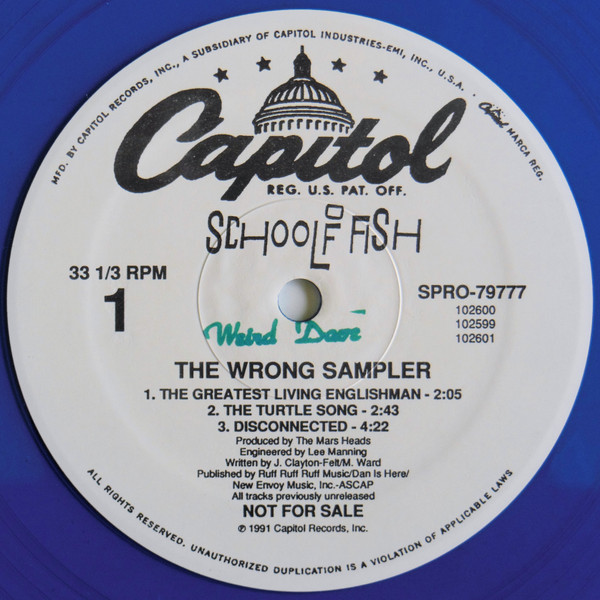 MFD. BY CAPITOL RECORDS, INC., A SUBSIDIARY OF CAPITOL INDUSTRIES-EMI, INC., U.S.A. · Capitol MARCA REG.
Capitol
REG. U.S. PAT. OFF.
SCHOOL OF FISH
33 1/3 RPM
1
SPRO-79777
102600
102599
102601
Weird Dave
THE WRONG SAMPLER
1. THE GREATEST LIVING ENGLISHMAN - 2:05
2. THE TURTLE SONG - 2:43
3. DISCONNECTED - 4:22
Produced by The Mars Heads
Engineered by Lee Manning
Written by J. Clayton-Felt/M. Ward
Published by Ruff Ruff Ruff Music/Dan Is Here/
New Envoy Music, Inc.-ASCAP
All tracks previously unreleased
NOT FOR SALE
℗ 1991 Capitol Records, Inc.
ALL RIGHTS RESERVED. UNAUTHORIZED DUPLICATION IS A VIOLATION OF APPLICABLE LAWS